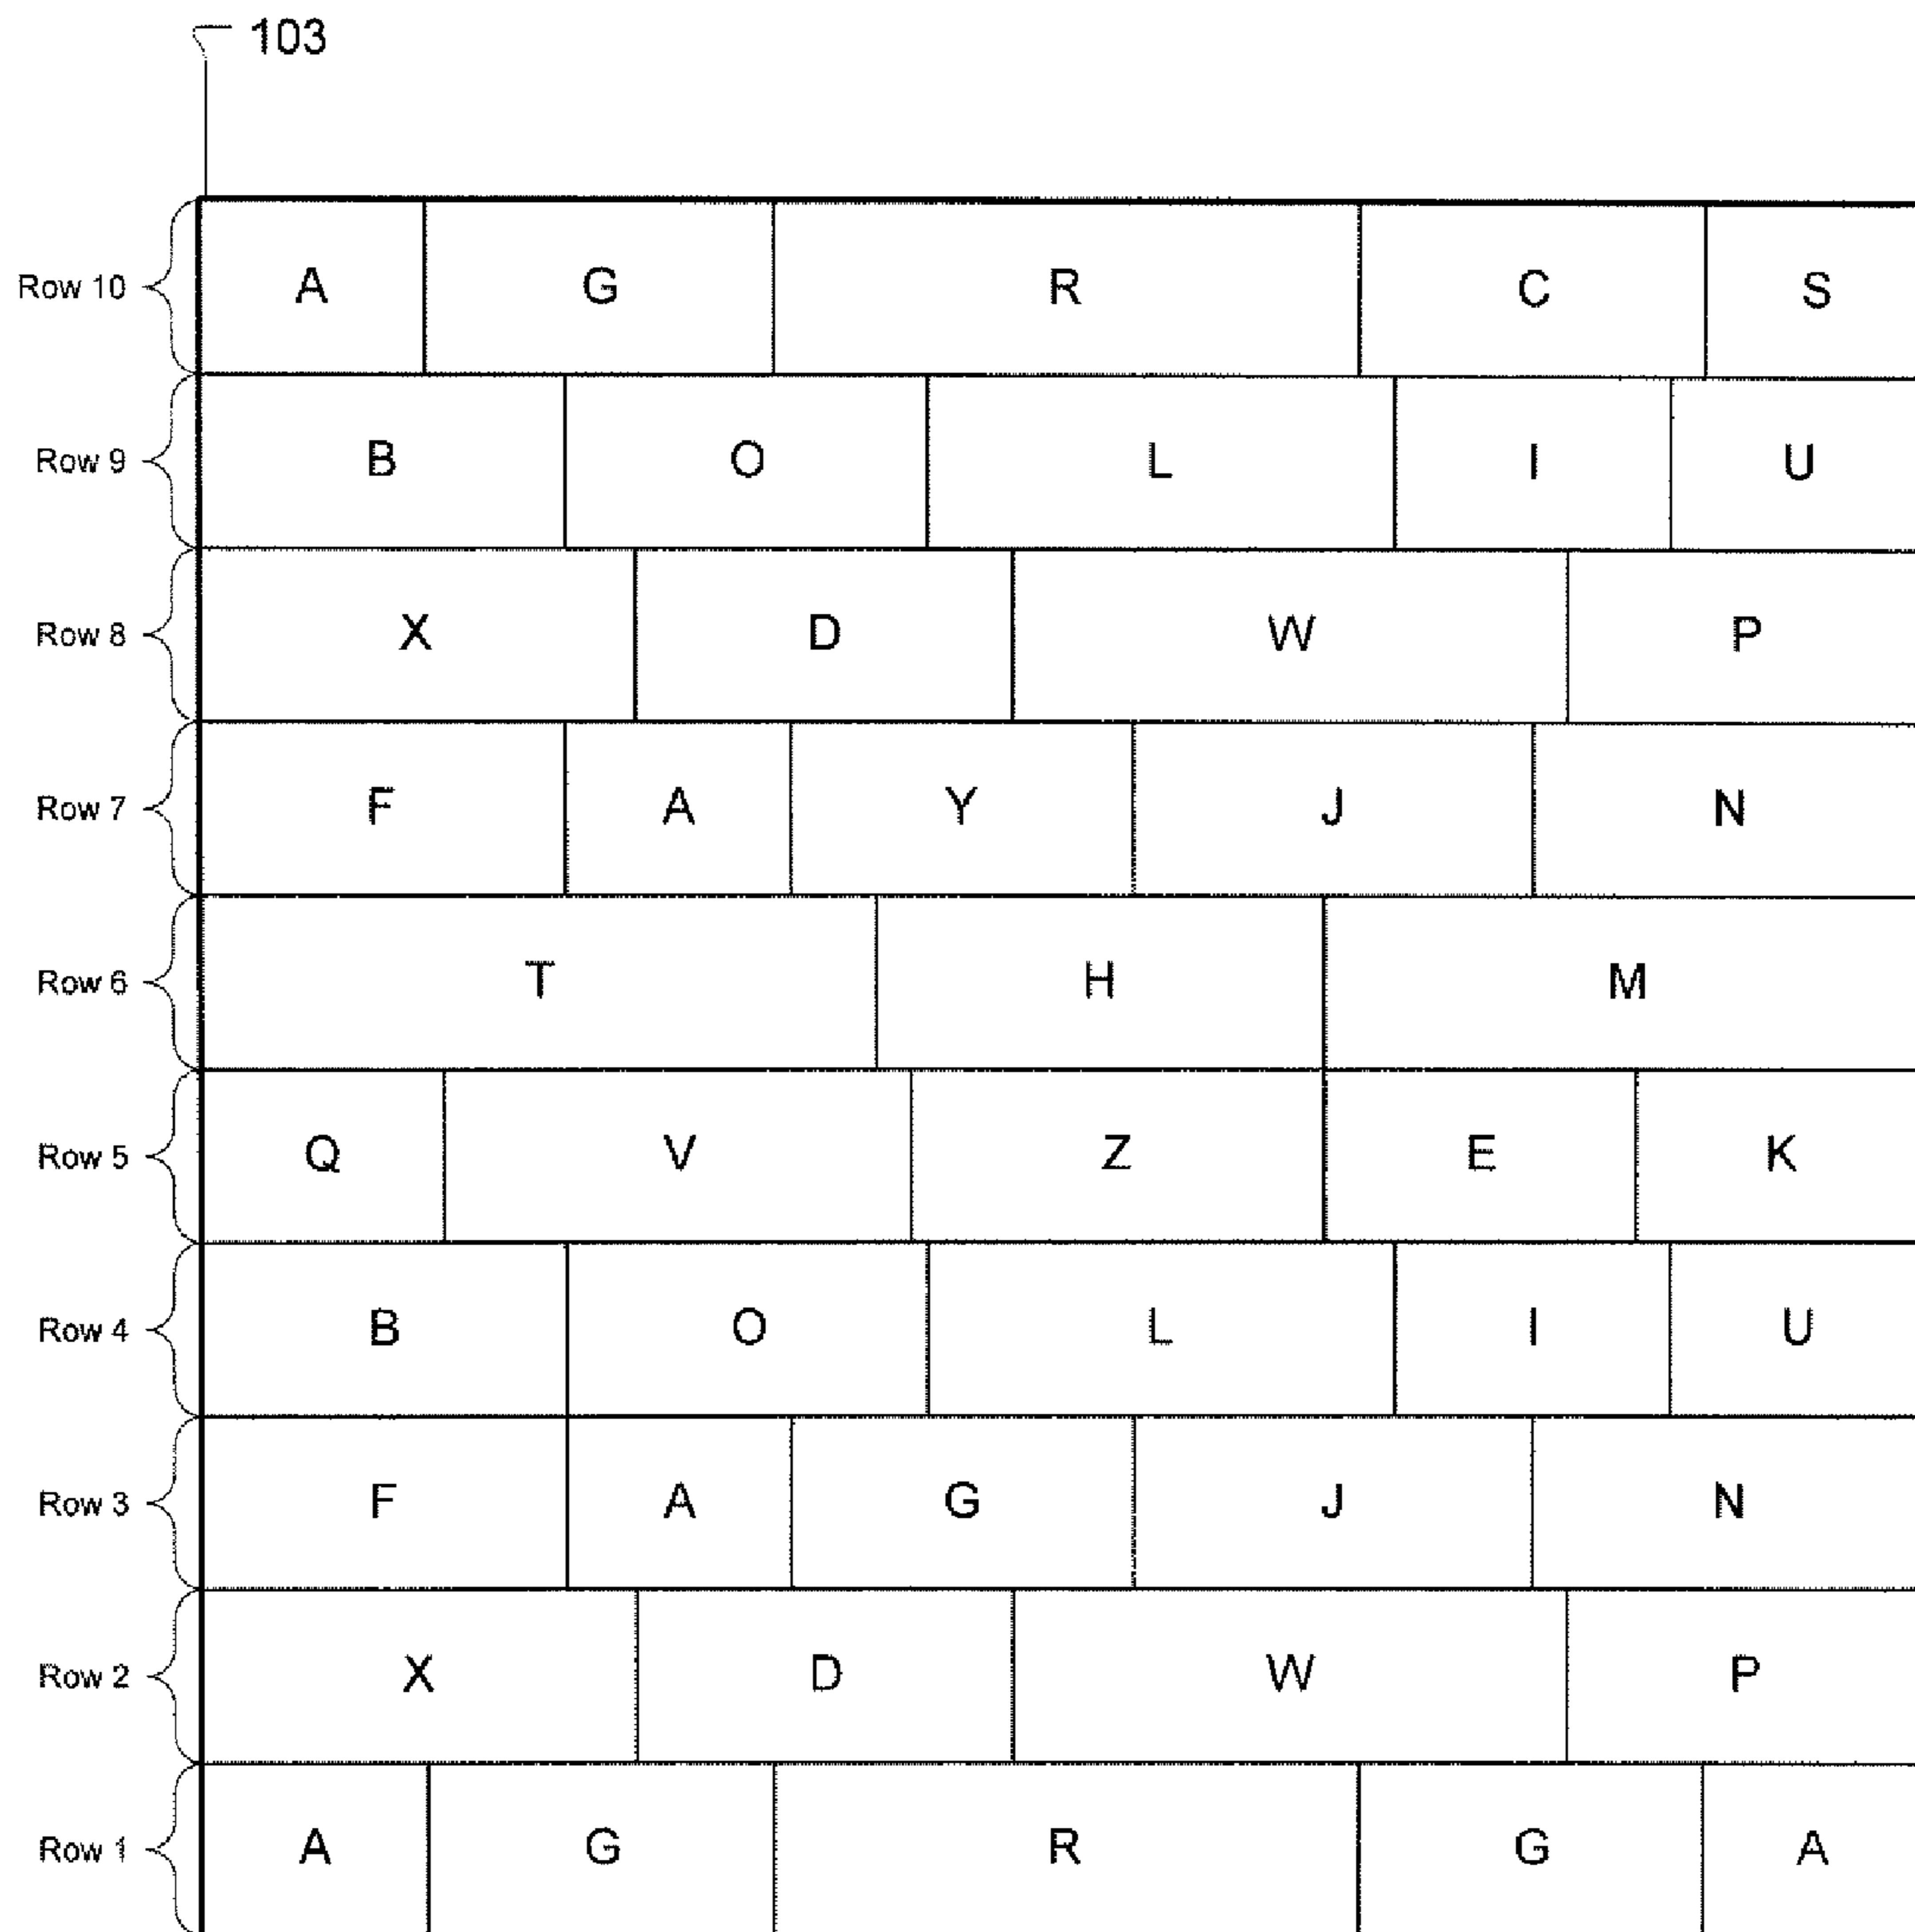 103
Row 10 A G R C S
Row 9 B O L I U
Row 8 X D W P
Row 7 F A Y J N
Row 6 T H M
Row 5 Q V Z E K
Row 4 B O L I U
Row 3 F A G J N
Row 2 X D W P
Row 1 A G R G A